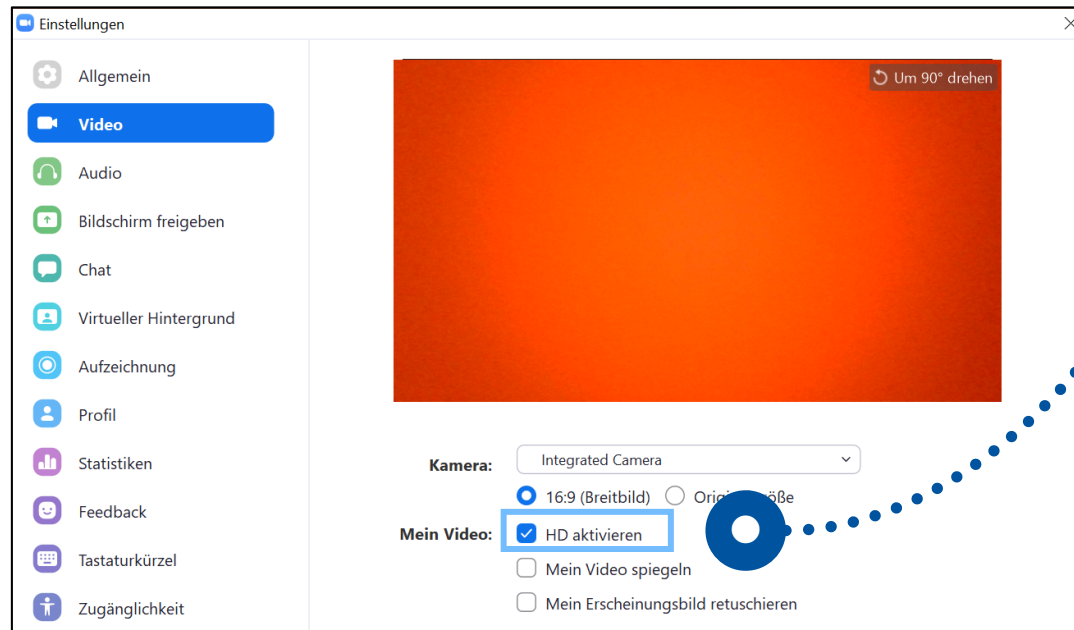 Einstellungen
Allgemein
Video
Audio
Bildschirm freigeben
Chat
Virtueller Hintergrund
Aufzeichnung
Profil
Statistiken
Feedback
Tastaturkürzel
Zugänglichkeit
Um 90° drehen
Kamera: Integrated Camera
16:9 (Breitbild)
Mein Video: HD aktivieren
Mein Video spiegeln
Mein Erscheinungsbild retuschieren